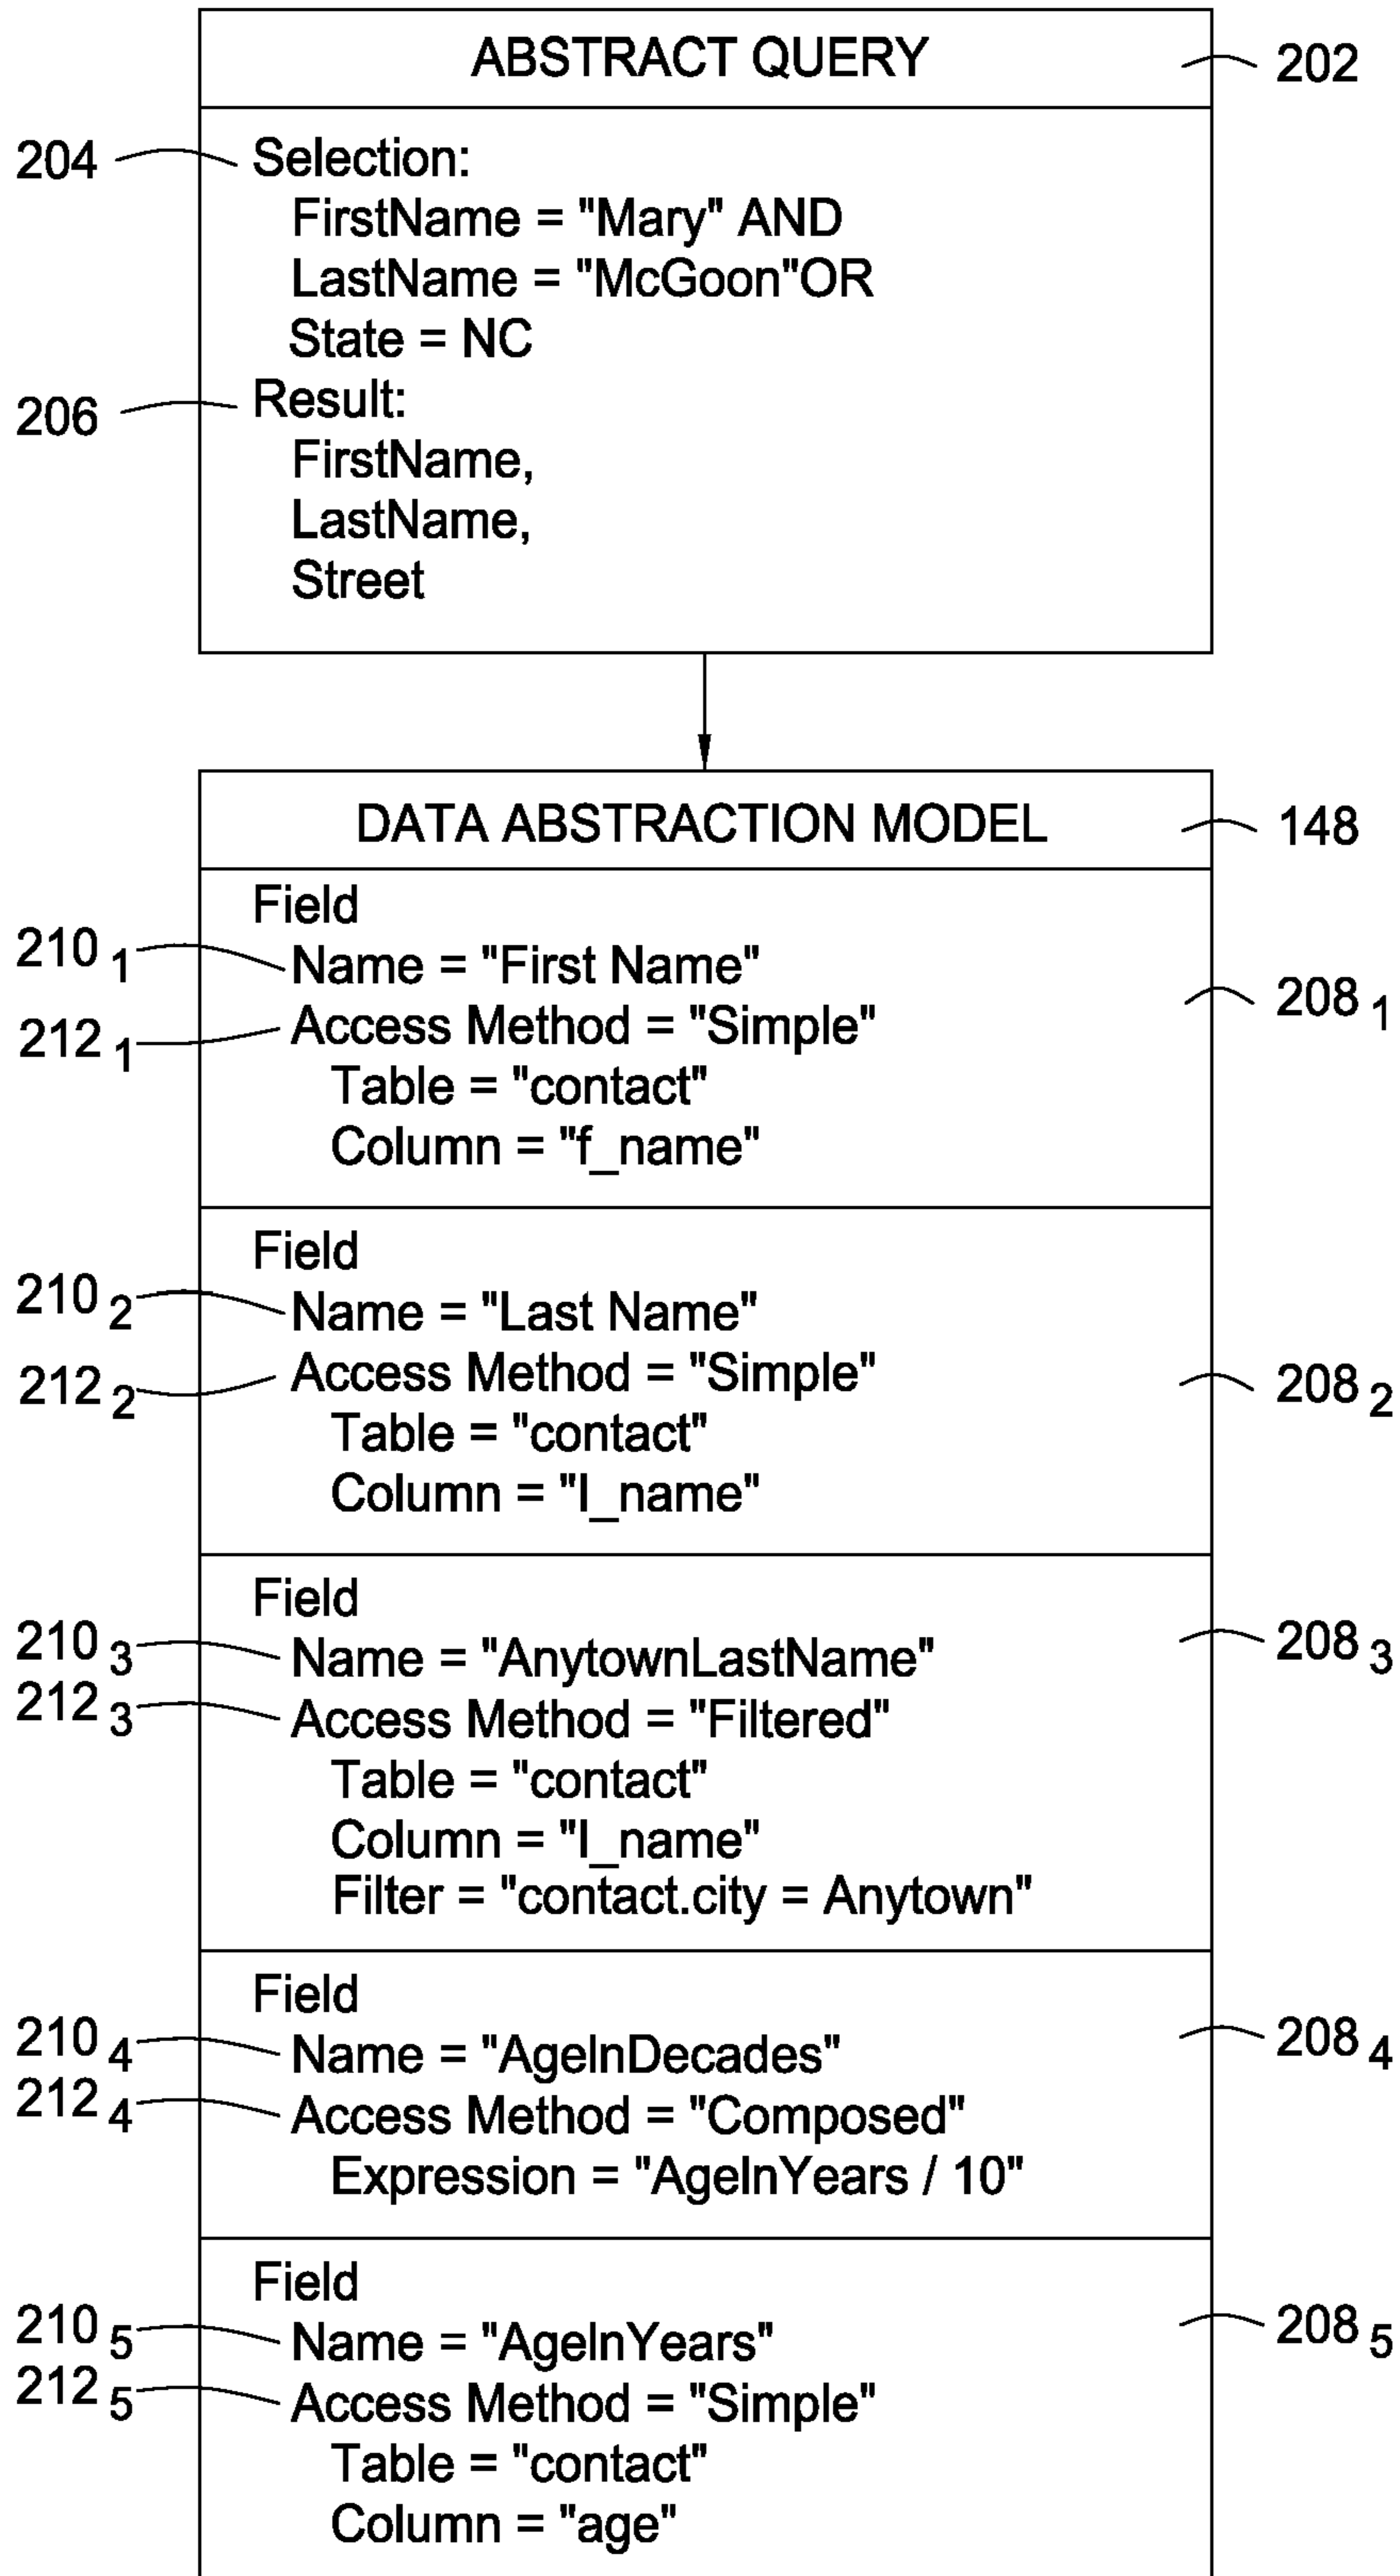 ABSTRACT QUERY 202
204 Selection:
FirstName = "Mary" AND
LastName = "McGoon"OR
State = NC
206 Result:
FirstName,
LastName,
Street
DATA ABSTRACTION MODEL 148
Field
210 1 Name = "First Name" 208 1
212 1 Access Method = "Simple"
Table = "contact"
Column = "f_name"
Field
210 2 Name = "Last Name"
212 2 Access Method = "Simple" 208 2
Table = "contact"
Column = "l_name"
Field
210 3 Name = "AnytownLastName" 208 3
212 3 Access Method = "Filtered"
Table = "contact"
Column = "l_name"
Filter = "contact.city = Anytown"
Field
210 4 Name = "AgeInDecades" 208 4
212 4 Access Method = "Composed"
Expression = "AgeInYears / 10"
Field
210 5 Name = "AgeInYears" 208 5
212 5 Access Method = "Simple"
Table = "contact"
Column = "age"